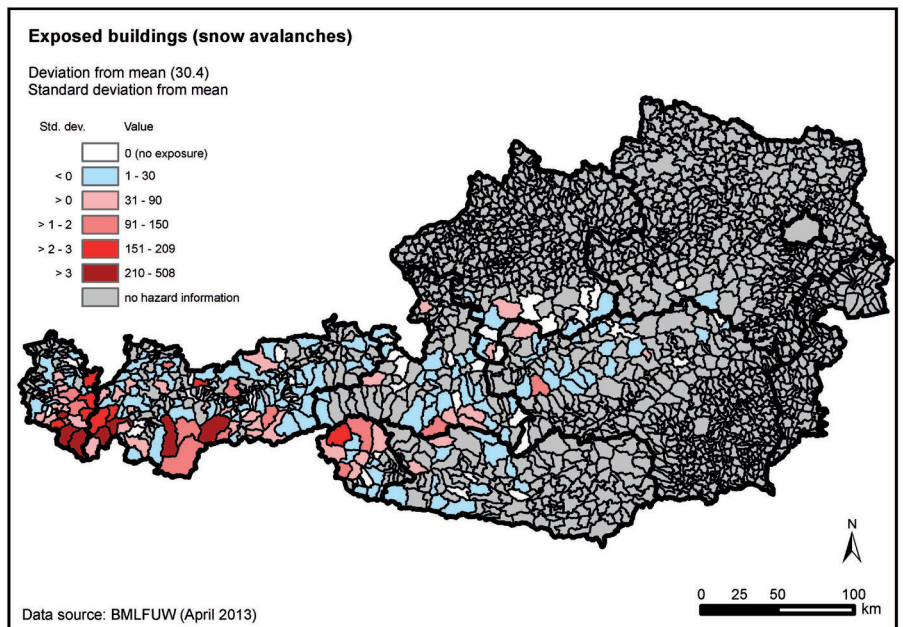 Exposed buildings (snow avalanches)
Deviation from mean (30.4)
Standard deviation from mean
Std. dev. Value
0 (no exposure)
< 0 1 - 30
> 0 31 - 90
> 1 - 2 91 - 150
> 2 - 3 151 - 209
> 3 210 - 508
no hazard information
N
0 25 50 100
km
Data source: BMLFUW (April 2013)